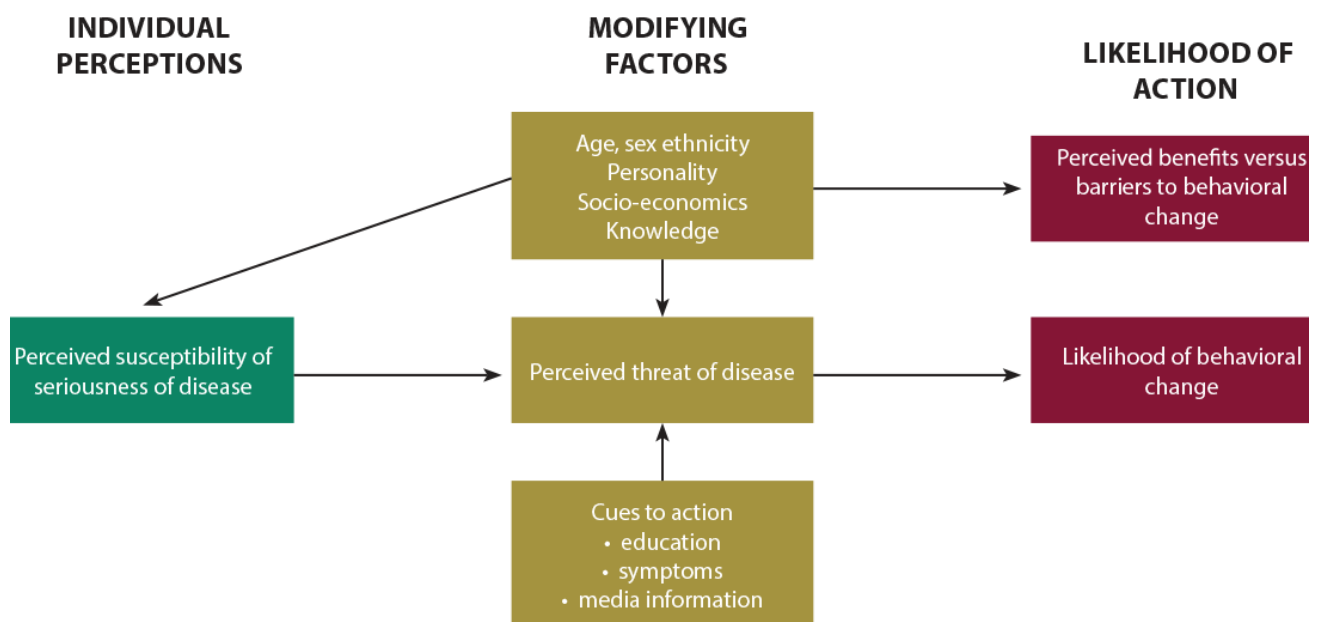 INDIVIDUAL
PERCEPTIONS
MODIFYING
FACTORS
LIKELIHOOD OF
ACTION
Age, sex ethnicity
Personality
Socio-economics
Knowledge
Perceived benefits versus
barriers to behavioral
change
Perceived susceptibility of
seriousness of disease
Perceived threat of disease
Likelihood of behavioral
change
Cues to action
• education
• symptoms
• media information